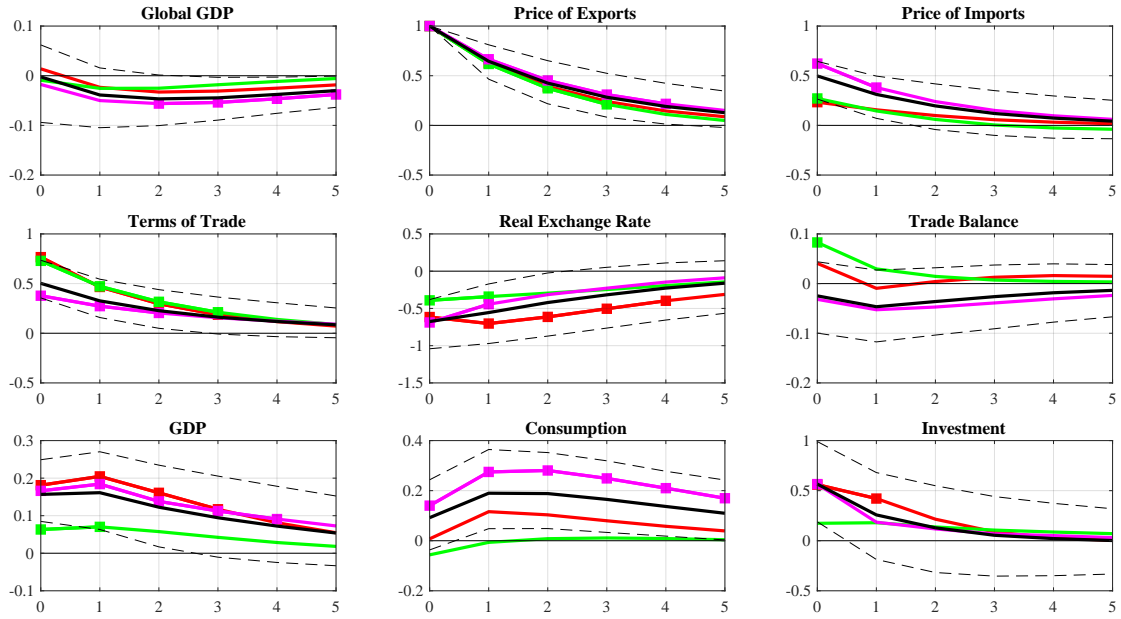 Global GDP
0.1
0
-0.1
-0.2
0 1 2 3 4 5
Price of Exports
1
0.5
0
-0.5
0 1 2 3 4 5
Price of Imports
1
0.5
0
-0.5
0 1 2 3 4 5
Terms of Trade
1
0.5
0
-0.5
0 1 2 3 4 5
Real Exchange Rate
0.5
0
-0.5
-1
-1.5
0 1 2 3 4 5
Trade Balance
0.1
0
-0.1
-0.2
0 1 2 3 4 5
GDP
0.3
0.2
0.1
0
-0.1
0 1 2 3 4 5
Consumption
0.4
0.2
0
-0.2
0 1 2 3 4 5
Investment
1
0.5
0
-0.5
0 1 2 3 4 5